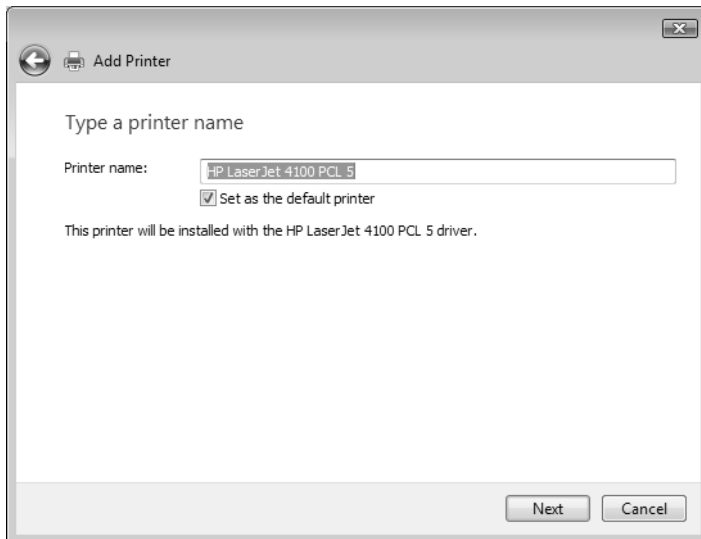 Add Printer
Type a printer name
Printer name: HP LaserJet 4100 PCL 5
Set as the default printer
This printer will be installed with the HP LaserJet 4100 PCL 5 driver.
Next Cancel